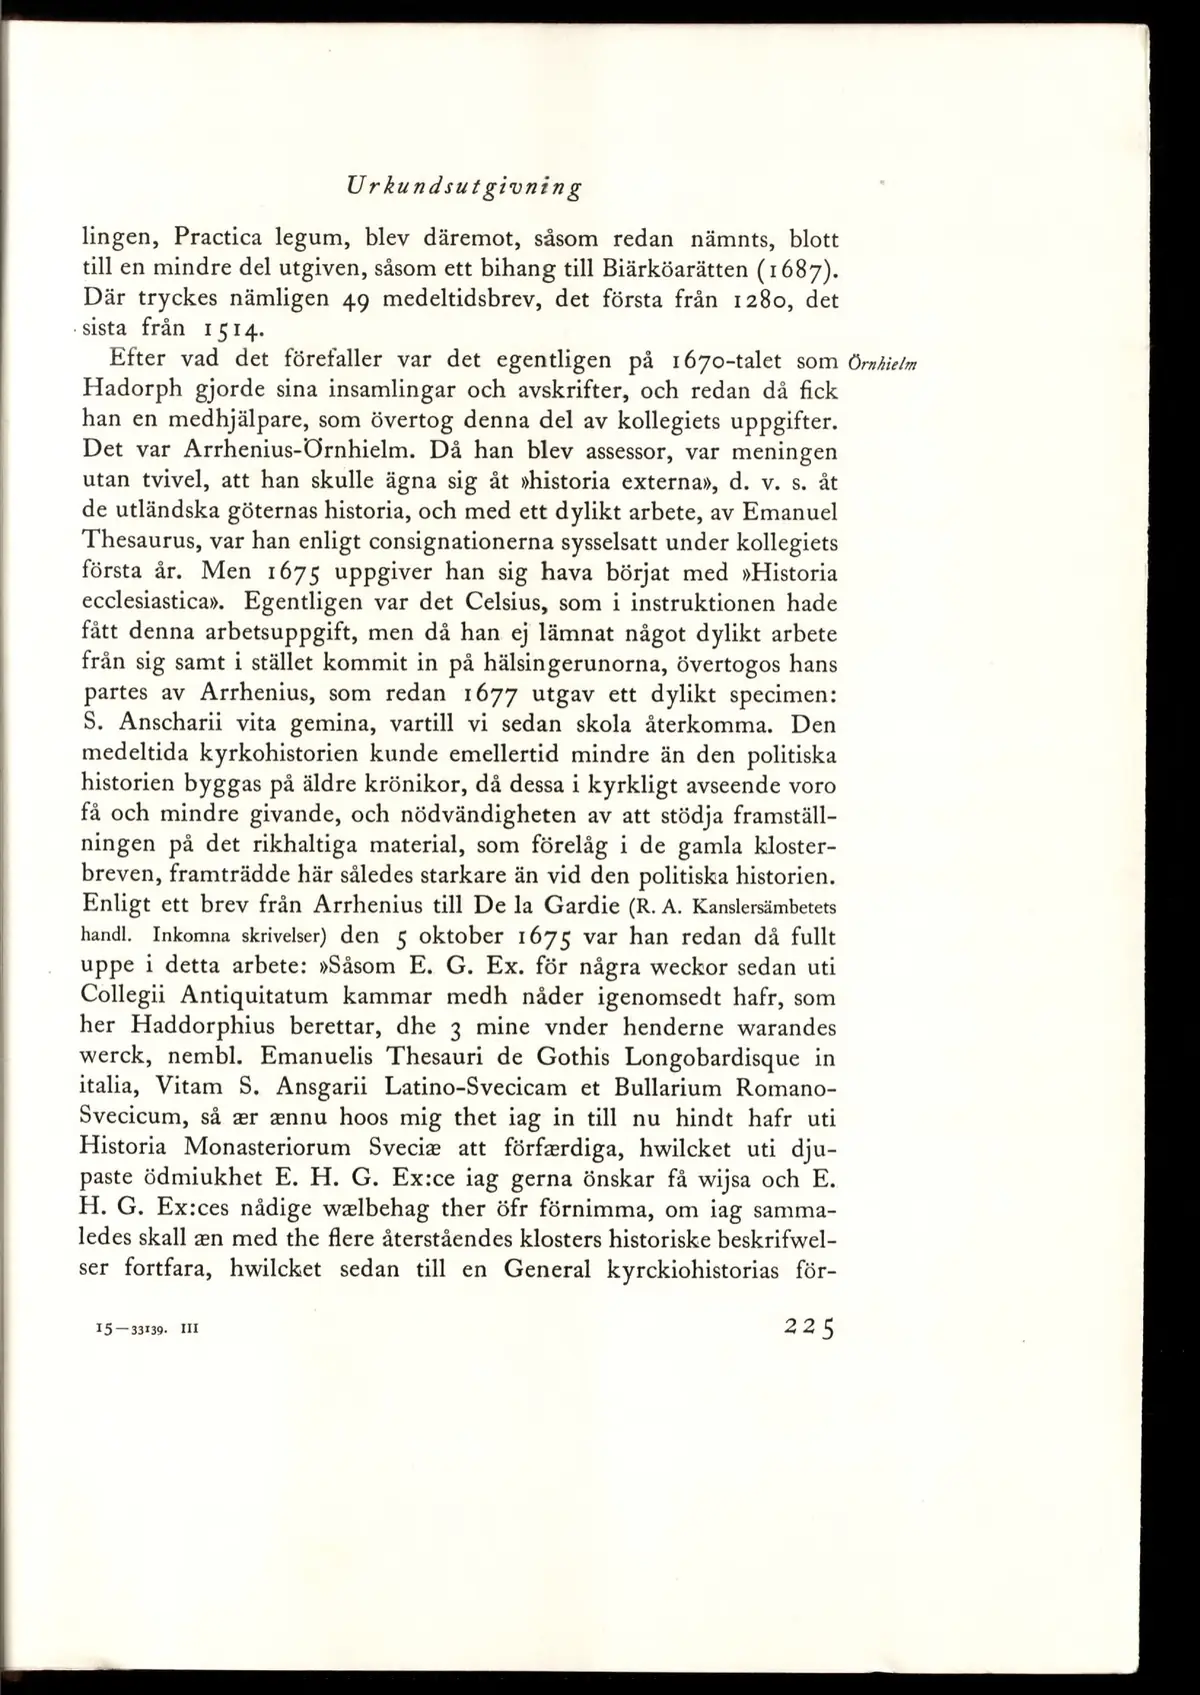 Urkundsutgivning
lingen, Practica legum, blev däremot, såsom redan nämnts, blott
till en mindre del utgiven, såsom ett bihang till Biärköarätten (1687).
Där tryckes nämligen 49 medeltidsbrev, det första från 1280, det
sista från 1514.
Efter vad det förefaller var det egentligen på 1670-talet som Örnhielm
Hadorph gjorde sina insamlingar och avskrifter, och redan då fick
han en medhjälpare, som övertog denna del av kollegiets uppgifter.
Det var Arrhenius-Örnhielm. Då han blev assessor, var meningen
utan tvivel, att han skulle ägna sig åt »historia externa», d. v. s. åt
de utländska göternas historia, och med ett dylikt arbete, av Emanuel
Thesaurus, var han enligt consignationerna sysselsatt under kollegiets
första år. Men 1675 uppgiver han sig hava börjat med »Historia
ecclesiastica». Egentligen var det Celsius, som i instruktionen hade
fått denna arbetsuppgift, men då han ej lämnat något dylikt arbete
från sig samt i stället kommit in på hälsingerunorna, övertogos hans
partes av Arrhenius, som redan 1677 utgav ett dylikt specimen:
S. Anscharii vita gemina, vartill vi sedan skola återkomma. Den
medeltida kyrkohistorien kunde emellertid mindre än den politiska
historien byggas på äldre krönikor, då dessa i kyrkligt avseende voro
få och mindre givande, och nödvändigheten av att stödja framställ-
ningen på det rikhaltiga material, som förelåg i de gamla kloster-
breven, framträdde här således starkare än vid den politiska historien.
Enligt ett brev från Arrhenius till De la Gardie (R. A. Kanslersämbetets
handl. Inkomna skrivelser) den 5 oktober 1675 var han redan då fullt
uppe i detta arbete: »Såsom E. G. Ex. för några weckor sedan uti
Collegii Antiquitatum kammar medh nåder igenomsedt hafr, som
her Haddorphius berettar, dhe 3 mine vnder henderne warandes
werck, nembl. Emanuelis Thesauri de Gothis Longobardisque in
italia, Vitam S. Ansgarii Latino-Svecicam et Bullarium Romano-
Svecicum, så ær ænnu hoos mig thet iag in till nu hindt hafr uti
Historia Monasteriorum Sveciæ att förfærdiga, hwilcket uti dju-
paste ödmiukhet E. H. G. Ex:ce iag gerna önskar få wijsa och E.
H. G. Ex:ces nådige wælbehag ther öfr förnimma, om iag samma-
ledes skall æn med the flere återståendes klosters historiske beskrifwel-
ser fortfara, hwilcket sedan till en General kyrckiohistorias för-
15—33139. III 225